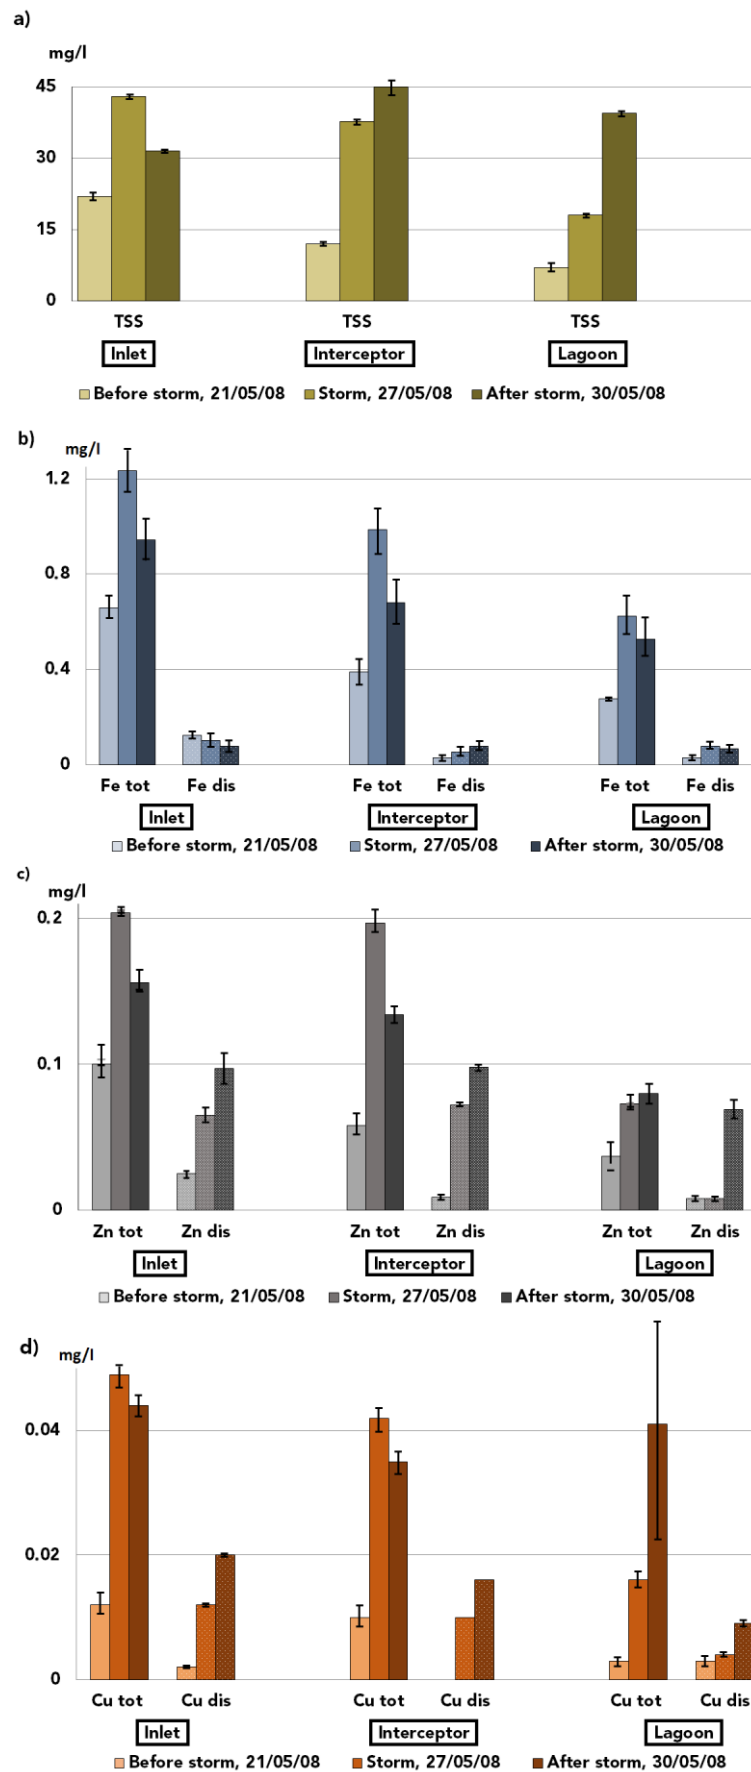 a)
mg/l
45
30
15
0
TSS TSS TSS
Inlet Interceptor Lagoon
Before storm, 21/05/08 Storm, 27/05/08 After storm, 30/05/08
b)
mg/l
1.2
0.8
0.4
0
Fe tot Fe dis Fe tot Fe dis Fe tot Fe dis
Inlet Interceptor Lagoon
Before storm, 21/05/08 Storm, 27/05/08 After storm, 30/05/08
c)
mg/l
0.2
0.1
0
Zn tot Zn dis Zn tot Zn dis Zn tot Zn dis
Inlet Interceptor Lagoon
Before storm, 21/05/08 Storm, 27/05/08 After storm, 30/05/08
d)
mg/l
0.04
0.02
0
Cu tot Cu dis Cu tot Cu dis Cu tot Cu dis
Inlet Interceptor Lagoon
Before storm, 21/05/08 Storm, 27/05/08 After storm, 30/05/08